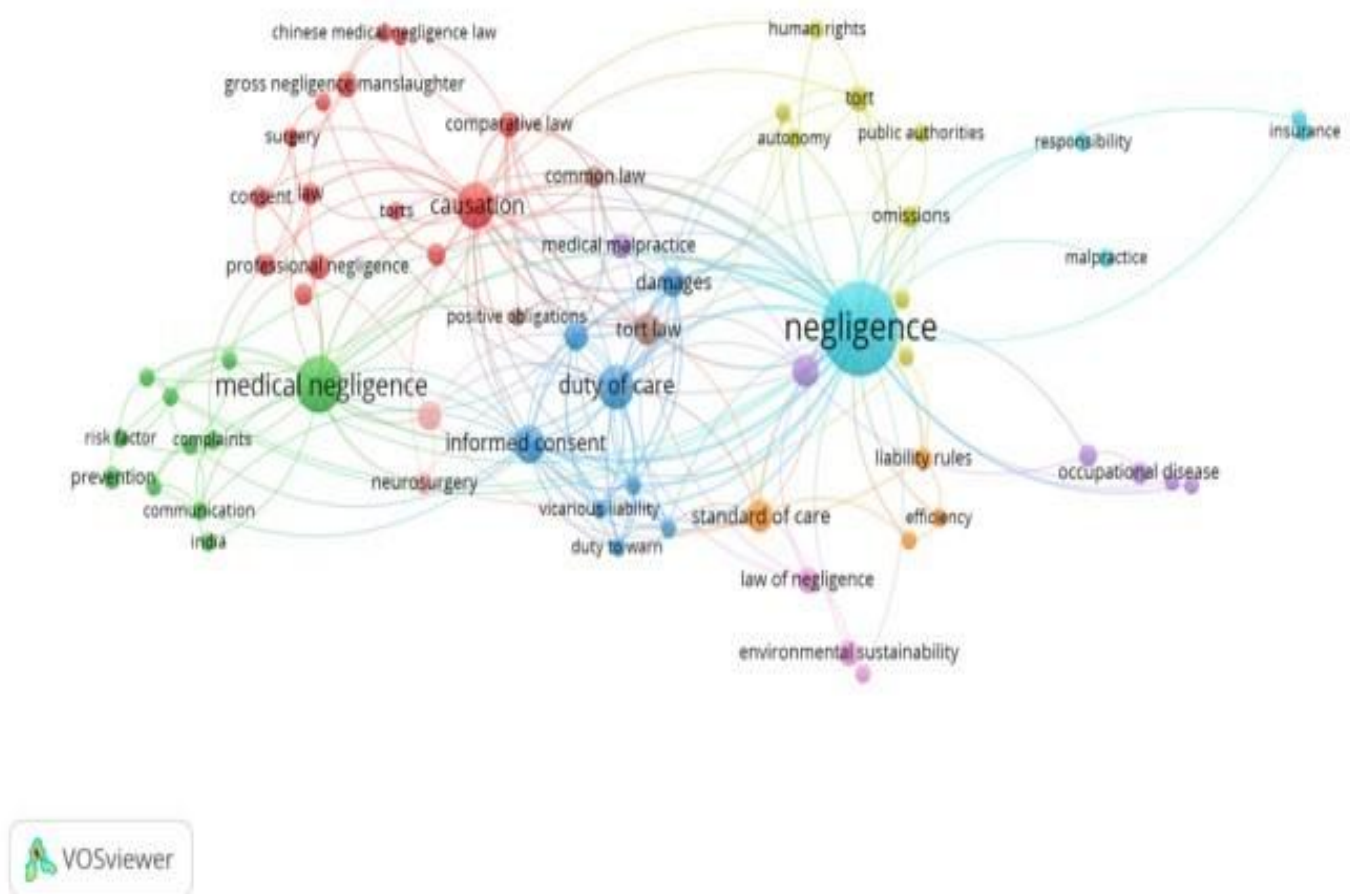 chinese medical negligence law
human rights
gross negligence manslaughter
tort
comparative law
surgery
autonomy
public authorities
responsibility
insurance
common law
consent
law
torts
causation
omissions
medical malpractice
malpractice
professional negligence
damages
positive obligations
tort law
negligence
medical negligence
duty of care
risk factor
complaints
informed consent
liability rules
occupational disease
prevention
neurosurgery
communication
vicarious liability
standard of care
efficiency
india
duty to warn
law of negligence
environmental sustainability
VOSviewer